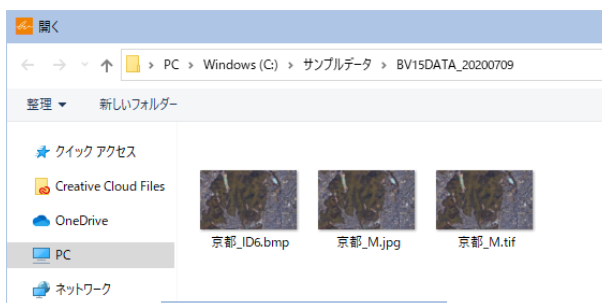 開く
PC > Windows (C:) > サンプルデータ > BV15DATA_20200709
整理 新しいフォルダー
クイック アクセス
Creative Cloud Files
OneDrive
PC
ネットワーク
京都_ID6.bmp
京都_M.jpg
京都_M.tif